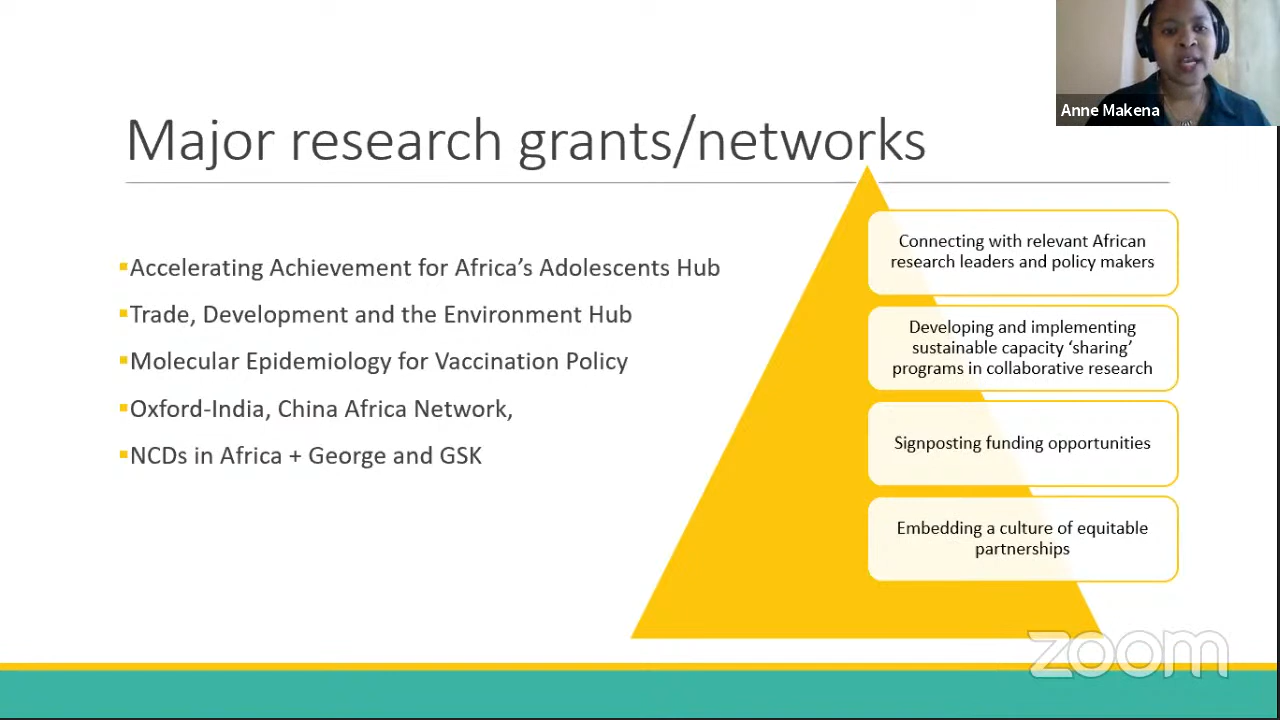 Anne Makena
Major research grants/networks
▪Accelerating Achievement for Africa’s Adolescents Hub
▪Trade, Development and the Environment Hub
▪Molecular Epidemiology for Vaccination Policy
▪Oxford-India, China Africa Network,
▪NCDs in Africa + George and GSK
Connecting with relevant African
research leaders and policy makers
Developing and implementing
sustainable capacity ‘sharing’
programs in collaborative research
Signposting funding opportunities
Embedding a culture of equitable
partnerships
zoom